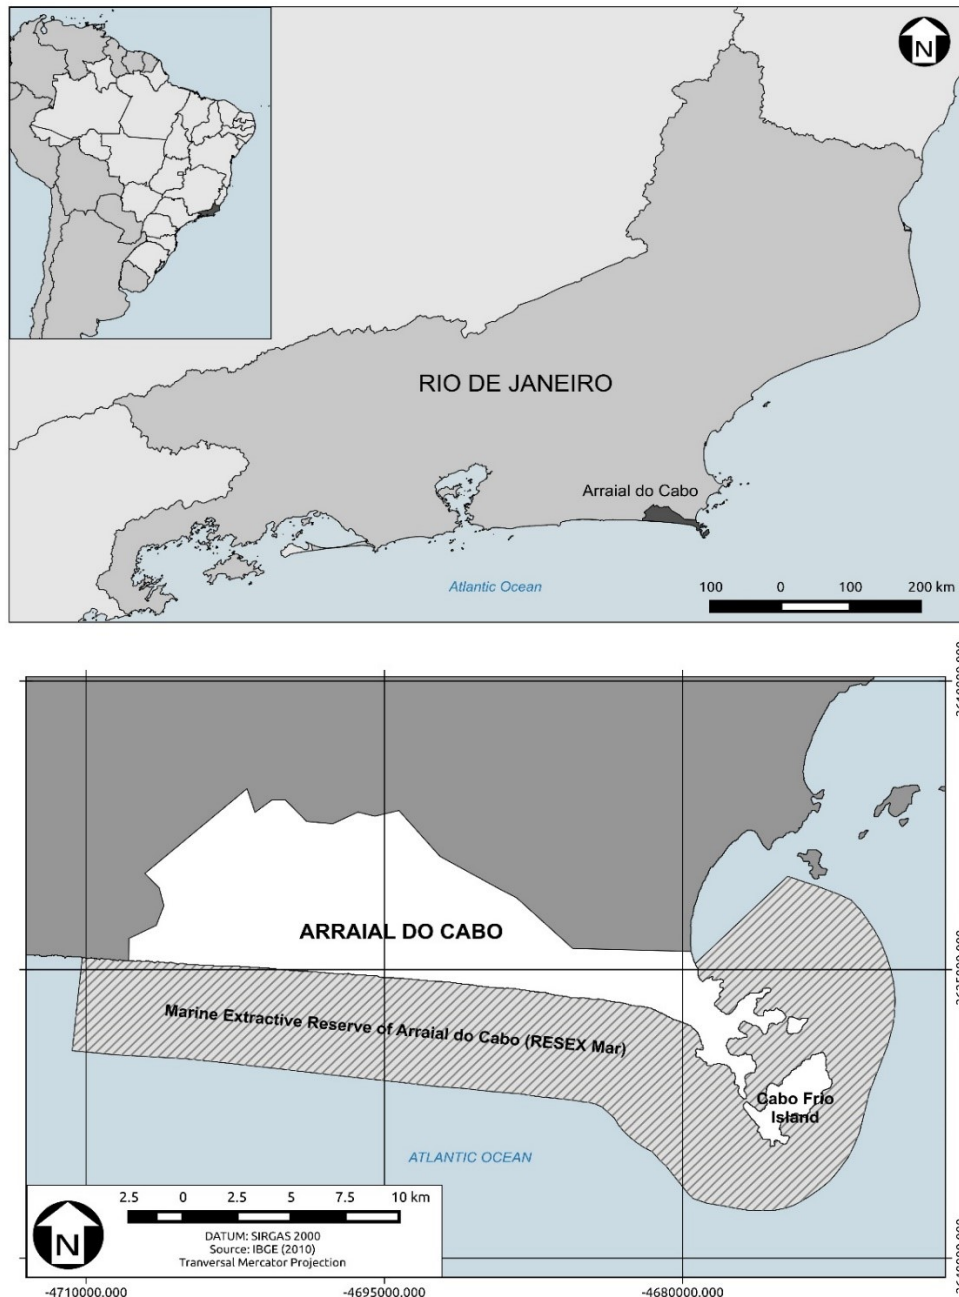 N
RIO DE JANEIRO
Arraial do Cabo
Atlantic Ocean
100 0 100 200 km
ARRAIAL DO CABO
Marine Extractive Reserve of Arraial do Cabo (RESEX Mar)
Cabo Frio
Island
ATLANTIC OCEAN
2.5 0 2.5 5 7.5 10 km
N
DATUM: SIRGAS 2000
Source: IBGE (2010)
Tranversal Mercator Projection
-4710000.000 -4695000.000 -4680000.000